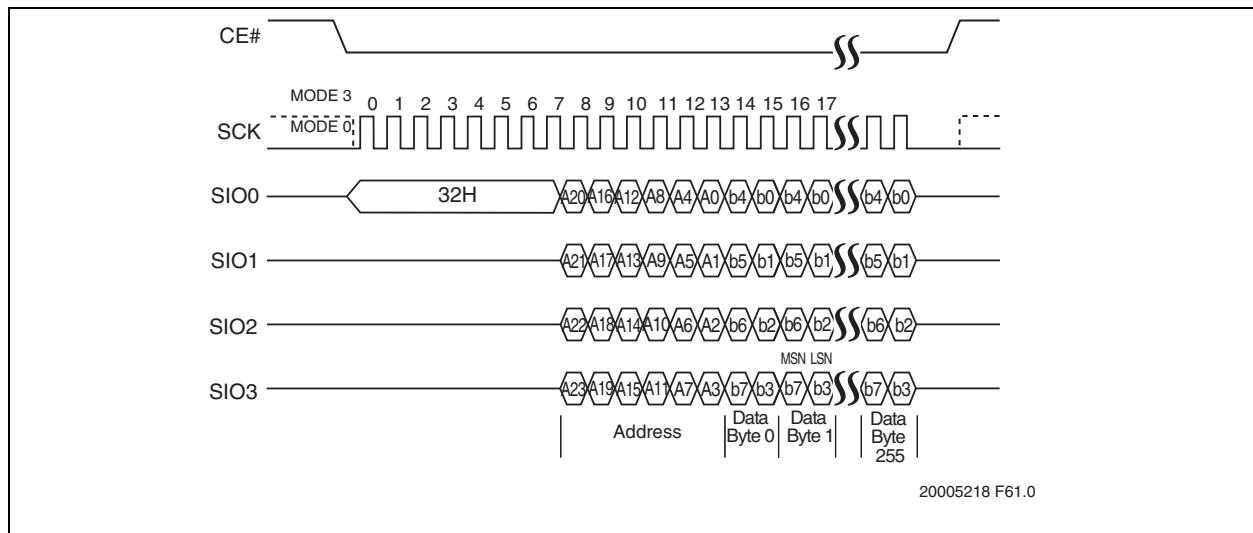 CE#
MODE 3
0 1 2 3 4 5 6 7 8 9 10 11 12 13 14 15 16 17
SCK
MODE 0
SIO0
32H
A20 A16 A12 A8 A4 A0 b4 b0 b4 b0 b4 b0
SIO1
A21 A17 A13 A9 A5 A1 b5 b1 b5 b1 b5 b1
SIO2
A22 A18 A14 A10 A6 A2 b6 b2 b6 b2 b6 b2
MSN LSN
SIO3
A23 A19 A15 A11 A7 A3 b7 b3 b7 b3 b7 b3
Address
Data
Byte 0
Data
Byte 1
Data
Byte
255
20005218 F61.0